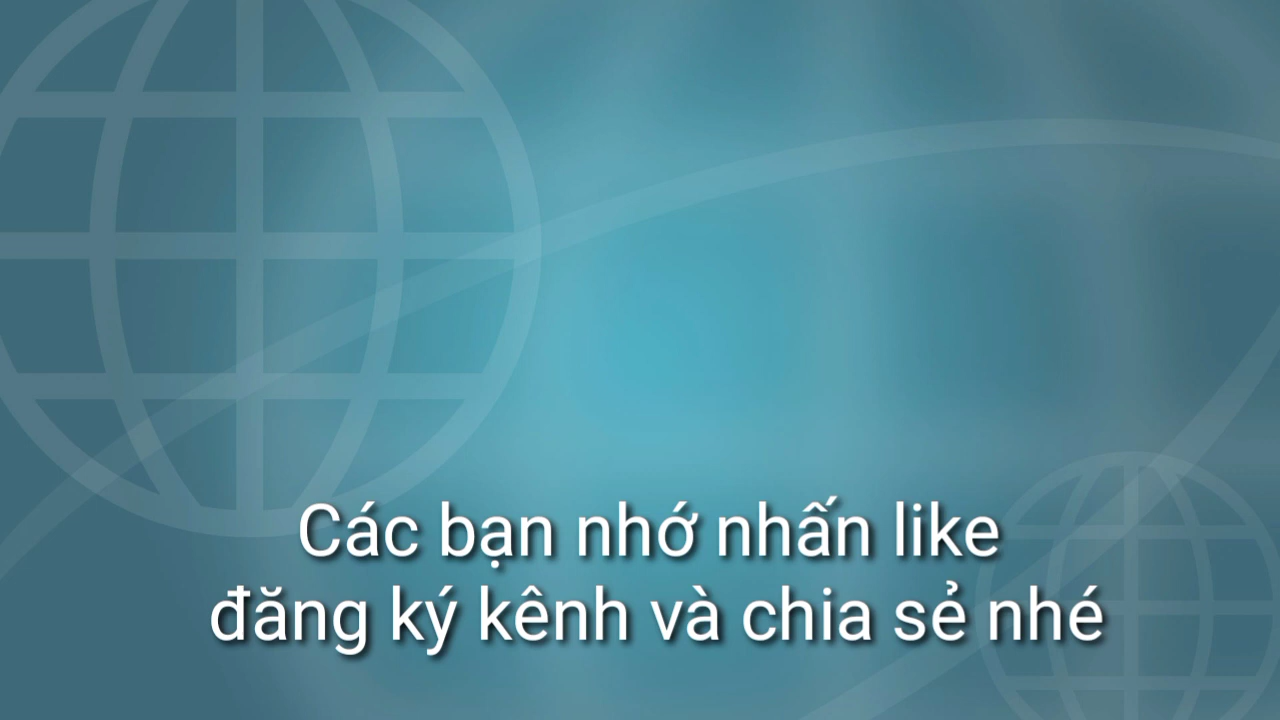 Các bạn nhớ nhấn like
đăng ký kênh và chia sẻ nhé